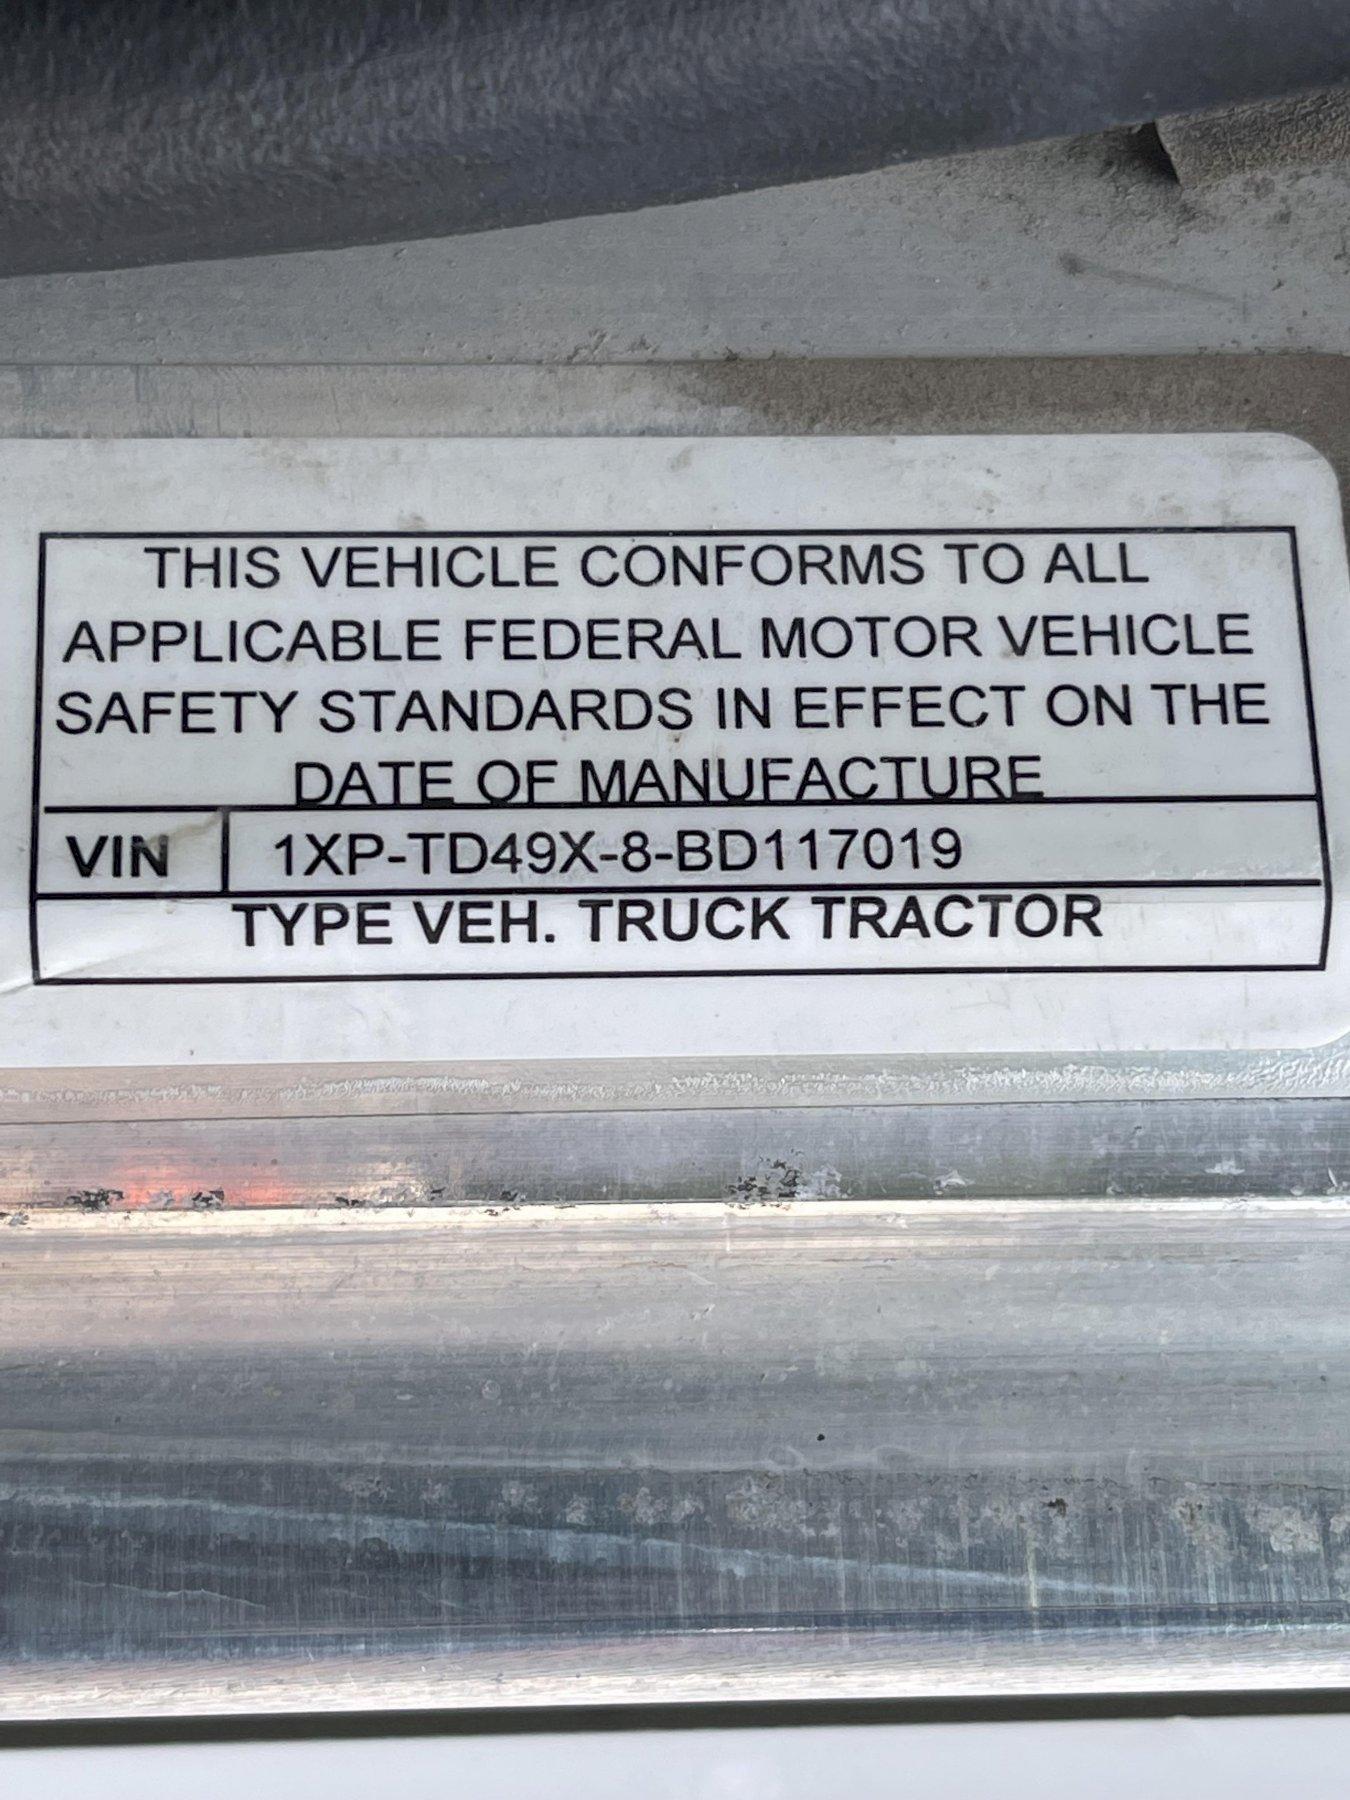 THIS VEHICLE CONFORMS TO ALL
APPLICABLE FEDERAL MOTOR VEHICLE
SAFETY STANDARDS IN EFFECT ON THE
DATE OF MANUFACTURE
VIN 1XP-TD49X-8-BD117019
TYPE VEH. TRUCK TRACTOR